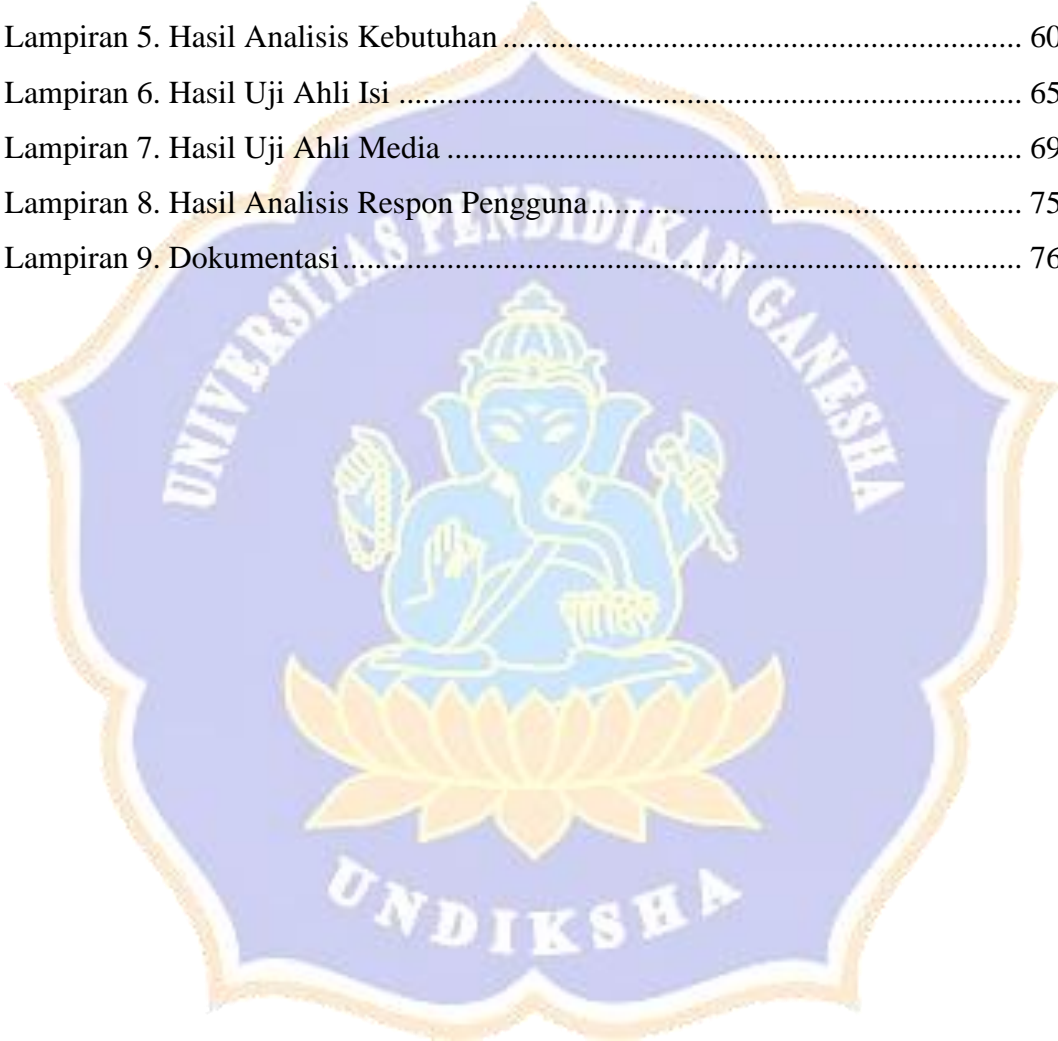 Lampiran 5. Hasil Analisis Kebutuhan ................................................................. 60
Lampiran 6. Hasil Uji Ahli Isi .............................................................................. 65
Lampiran 7. Hasil Uji Ahli Media ........................................................................ 69
Lampiran 8. Hasil Analisis Respon Pengguna...................................................... 75
Lampiran 9. Dokumentasi..................................................................................... 76
UNIVERSITAS PENDIDIKAN GANESHA
UNDIKSHA